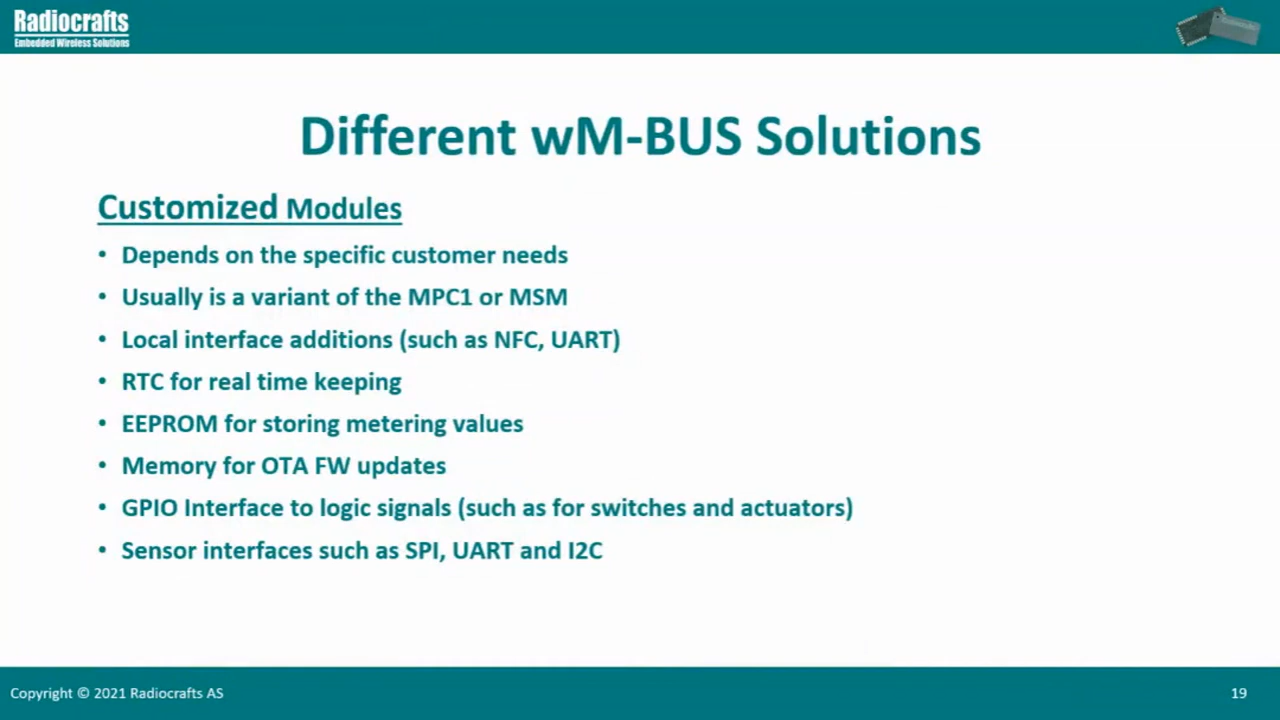 Radiocrafts
Embedded Wireless Solutions
Different wM-BUS Solutions
Customized Modules
• Depends on the specific customer needs
• Usually is a variant of the MPC1 or MSM
• Local interface additions (such as NFC, UART)
• RTC for real time keeping
• EEPROM for storing metering values
• Memory for OTA FW updates
• GPIO Interface to logic signals (such as for switches and actuators)
• Sensor interfaces such as SPI, UART and I2C
Copyright © 2021 Radiocrafts AS
19